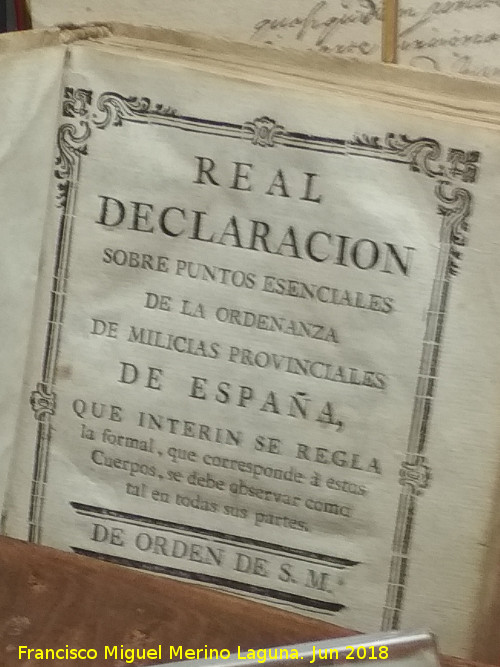 REAL
DECLARACION
SOBRE PUNTOS ESENCIALES
DE LA ORDENANZA
DE MILICIAS PROVINCIALES
DE ESPAÑA,
QUE INTERIN SE REGLA
la formal, que corresponde à estos
Cuerpos, se debe observar como
tal en todas sus partes.
DE ORDEN DE S. M.
Francisco Miguel Merino Laguna. Jun 2018